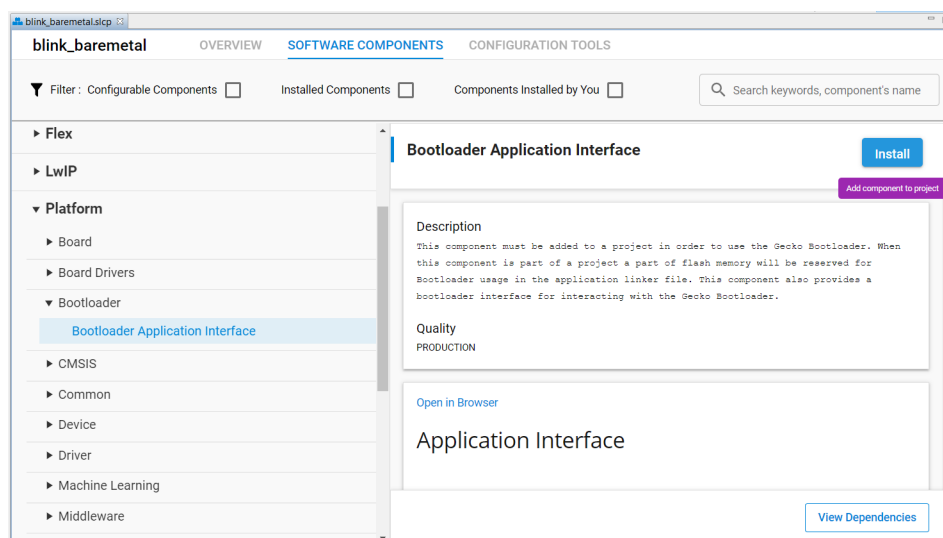 blink_baremetal.slcp
blink_baremetal OVERVIEW SOFTWARE COMPONENTS CONFIGURATION TOOLS
Filter : Configurable Components Installed Components Components Installed by You Search keywords, component's name
Flex
LwIP
Platform
Board
Board Drivers
Bootloader
Bootloader Application Interface
CMSIS
Common
Device
Driver
Machine Learning
Middleware
Bootloader Application Interface
Install
Add component to project
Description
This component must be added to a project in order to use the Gecko Bootloader. When
this component is part of a project a part of flash memory will be reserved for
Bootloader usage in the application linker file. This component also provides a
bootloader interface for interacting with the Gecko Bootloader.
Quality
PRODUCTION
Open in Browser
Application Interface
View Dependencies